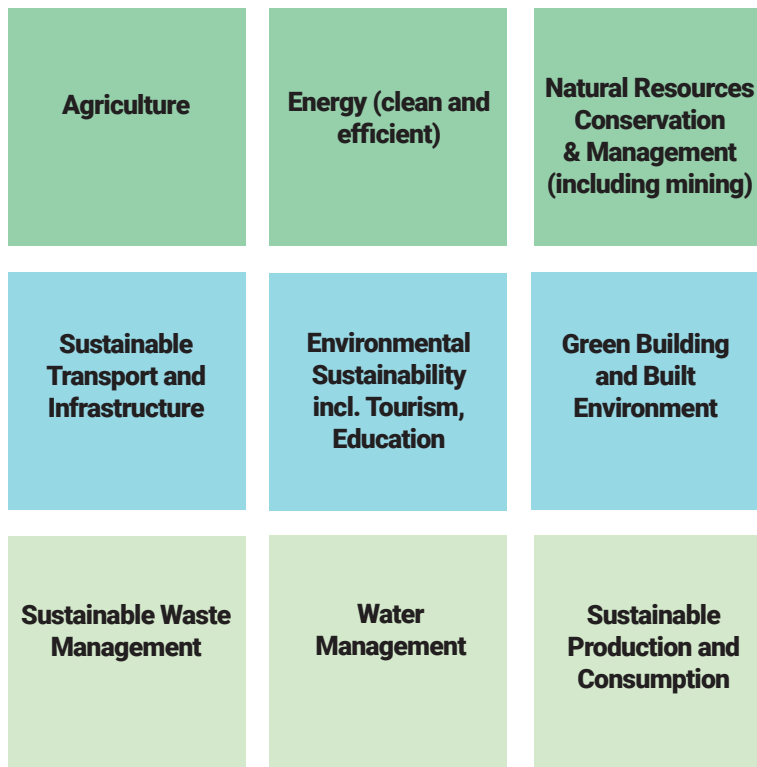 Agriculture
Energy (clean and
efficient)
Natural Resources
Conservation
& Management
(including mining)
Sustainable
Transport and
Infrastructure
Environmental
Sustainability
incl. Tourism,
Education
Green Building
and Built
Environment
Sustainable Waste
Management
Water
Management
Sustainable
Production and
Consumption